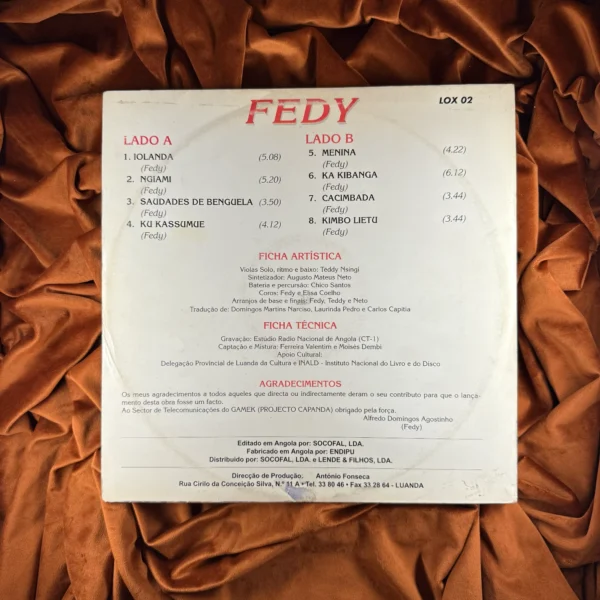 FEDY
LOX 02
LADO A
1. IOLANDA (5.08)
(Fedy)
2. NGIAMI (5.20)
(Fedy)
3. SAUDADES DE BENGUELA (3.50)
(Fedy)
4. KU KASSUMUE (4.12)
(Fedy)
LADO B
5. MENINA (4.22)
(Fedy)
6. KA KIBANGA (6.12)
(Fedy)
7. CACIMBADA (3.44)
(Fedy)
8. KIMBO LIETU (3.44)
(Fedy)
FICHA ARTÍSTICA
Violas Solo, ritmo e baixo: Teddy Nsingi
Sintetizador: Augusto Mateus Neto
Bateria e percursão: Chico Santos
Coros: Fedy e Elisa Coelho
Arranjos de base e finais: Fedy, Teddy e Neto
Tradução de: Domingos Martins Narciso, Laurinda Pedro e Carlos Capitia
FICHA TÉCNICA
Gravação: Estúdio Radio Nacional de Angola (CT-1)
Captação e Mistura: Ferreira Valentim e Moisés Dembi
Apoio Cultural:
Delegação Provincial de Luanda da Cultura e INALD - Instituto Nacional do Livro e do Disco
AGRADECIMENTOS
Os meus agradecimentos a todos aqueles que directa ou indirectamente deram o seu contributo para que o lança-
mento desta obra fosse um facto.
Ao Sector de Telecomunicações do GAMEK (PROJECTO CAPANDA) obrigado pela força.
Alfredo Domingos Agostinho
(Fedy)
Editado em Angola por: SOCOFAL, LDA.
Fabricado em Angola por: ENDIPU
Distribuido por: SOCOFAL, LDA. e LENDE & FILHOS, LDA.
Direcção de Produção: António Fonseca
Rua Cirilo da Conceição Silva, N.º 11 A • Tel. 33 80 46 • Fax 33 28 64 - LUANDA